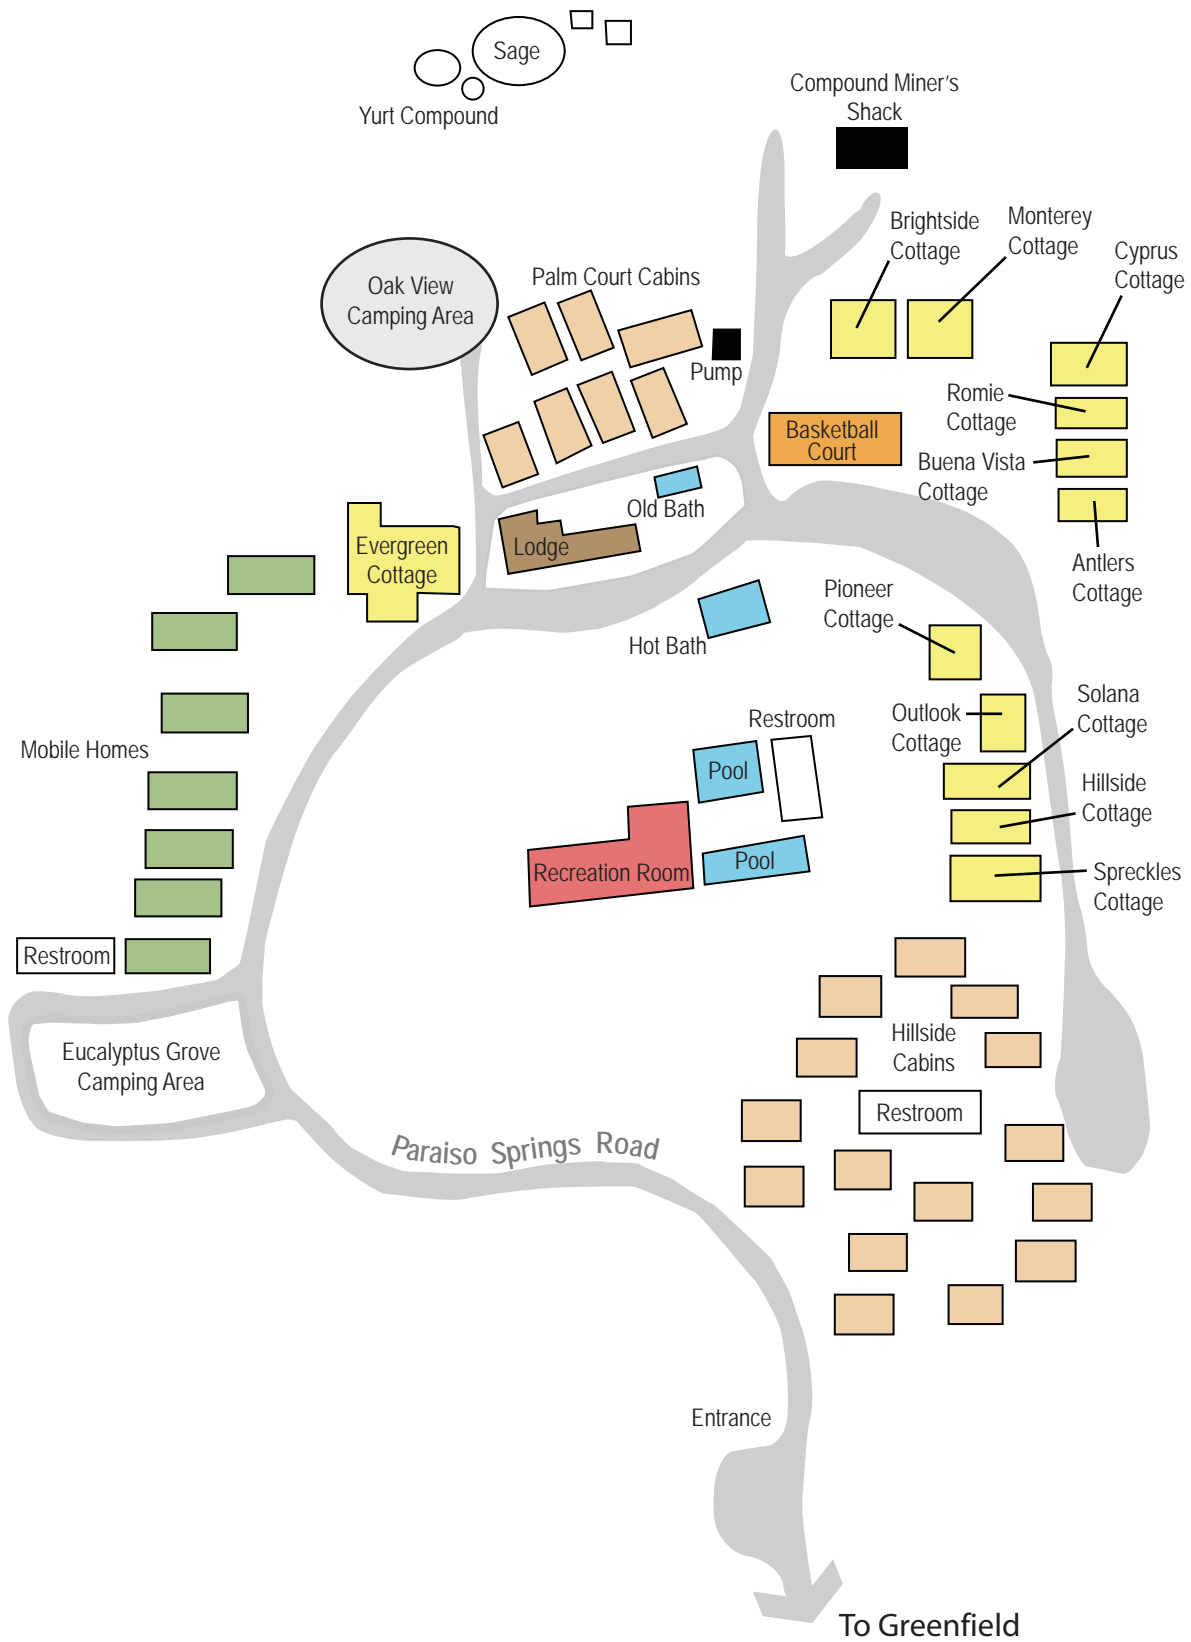 Sage
Yurt Compound
Compound Miner's
Shack
Brightside
Cottage
Monterey
Cottage
Cyprus
Cottage
Oak View
Camping Area
Palm Court Cabins
Pump
Romie
Cottage
Basketball
Court
Buena Vista
Cottage
Old Bath
Lodge
Evergreen
Cottage
Antlers
Cottage
Pioneer
Cottage
Hot Bath
Solana
Cottage
Outlook
Cottage
Restroom
Mobile Homes
Pool
Hillside
Cottage
Recreation Room
Pool
Spreckles
Cottage
Restroom
Hillside
Cabins
Eucalyptus Grove
Camping Area
Restroom
Paraiso Springs Road
Entrance
To Greenfield